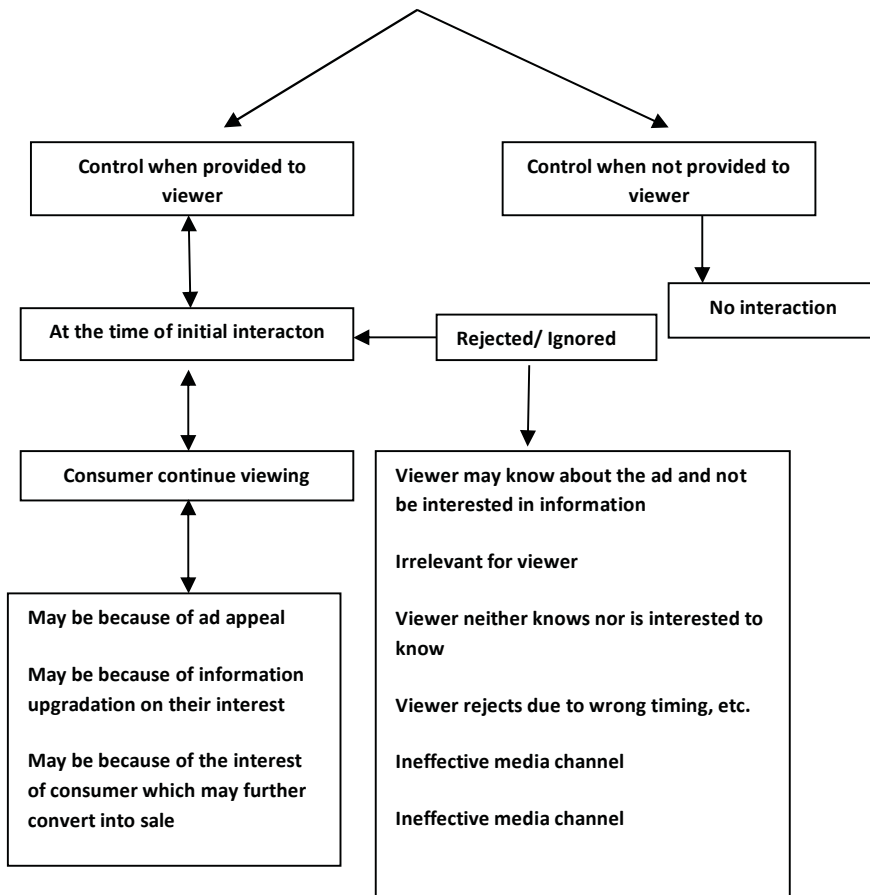 Control when provided to
viewer
Control when not provided to
viewer
No interaction
At the time of initial interacton
Rejected/ Ignored
Consumer continue viewing
Viewer may know about the ad and not
be interested in information
Irrelevant for viewer
Viewer neither knows nor is interested to
know
Viewer rejects due to wrong timing, etc.
Ineffective media channel
Ineffective media channel
May be because of ad appeal
May be because of information
upgradation on their interest
May be because of the interest
of consumer which may further
convert into sale